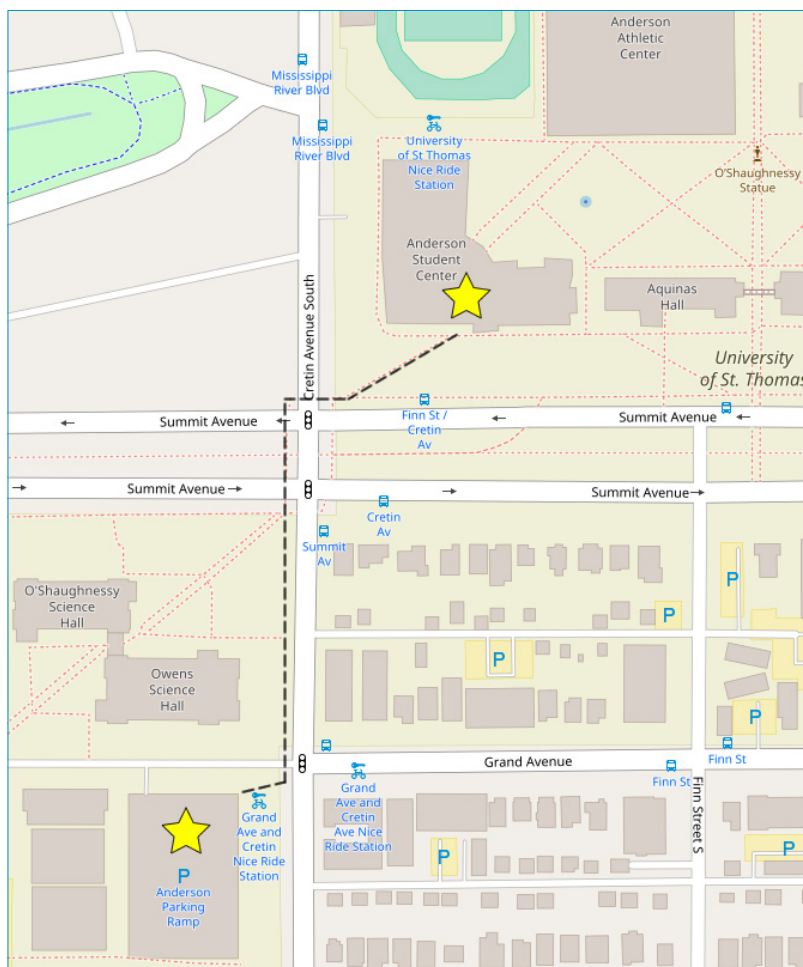 Anderson
Athletic
Center
Mississippi
River Blvd
Mississippi
River Blvd
University
of St Thomas
Nice Ride
Station
O'Shaughnessy
Statue
Anderson
Student
Center
Cretin Avenue South
Aquinas
Hall
University
of St. Thomas
Summit Avenue
Finn St /
Cretin
Av
Summit Avenue
Summit Avenue
Summit Avenue
Cretin
Av
Summit
Av
O'Shaughnessy
Science
Hall
P
P
P
Owens
Science
Hall
P
Grand Avenue
Finn St
Finn St
Finn Street S
Grand
Ave and
Cretin
Nice Ride
Station
Grand
Ave and
Cretin
Ave Nice
Ride Station
P
P
P
Anderson
Parking
Ramp